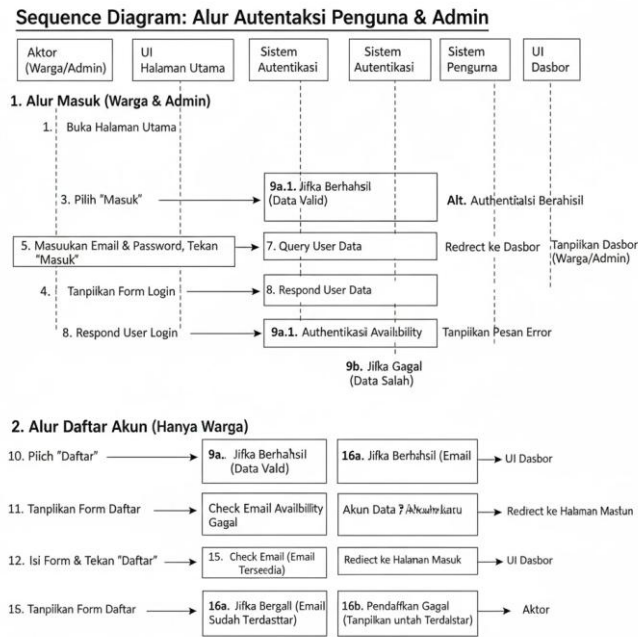 Sequence Diagram: Alur Autentaksi Penguna & Admin
Aktor
(Warga/Admin)
UI
Halaman Utama
Sistem
Autentikasi
Sistem
Autentikasi
Sistem
Pengurna
UI
Dasbor
1. Alur Masuk (Warga & Admin)
1. Buka Halaman Utama
3. Pilih "Masuk"
9a.1. Jifka Berhahsil
(Data Valid)
Alt. Authentialsi Berahisil
5. Masuukan Email & Password, Tekan
"Masuk"
7. Query User Data
Redirect ke Dasbor
Tanpiikan Dasbor
(Warga/Admin)
4. Tanpiikan Form Login
8. Respond User Data
8. Respond User Login
9a.1. Authentikasi Availbility
Tanpiikan Pesan Error
9b. Jifka Gagal
(Data Salah)
2. Alur Daftar Akun (Hanya Warga)
10. Piich "Daftar"
9a.. Jifka Berhahsil
(Data Vald)
16a. Jifka Berhhsil (Email
UI Dasbor
11. Tanplikan Form Daftar
Check Email Availbility
Gagal
Akun Data ?
Redirect ke Halaman Mastun
12. Isi Form & Tekan "Daftar"
15. Check Email (Email
Terseedia)
Rediect ke Halanan Masuk
UI Dasbor
15. Tanpiikan Form Daftar
16a. Jifka Bergall (Email
Sudah Terdasttar)
16b. Pendaffkan Gagal
(Tanpilkan untah Terdalstar)
Aktor